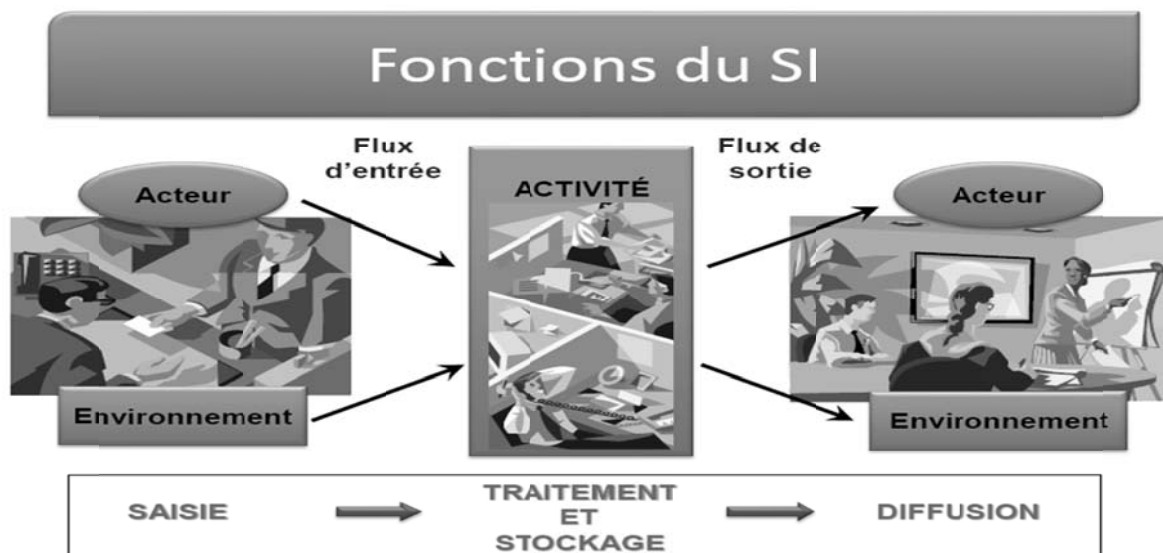 Fonctions du SI
Flux
d'entrée
Flux de
sortie
Acteur
ACTIVITÉ
Acteur
Environnement
Environnement
SAISIE
TRAITEMENT
ET
STOCKAGE
DIFFUSION